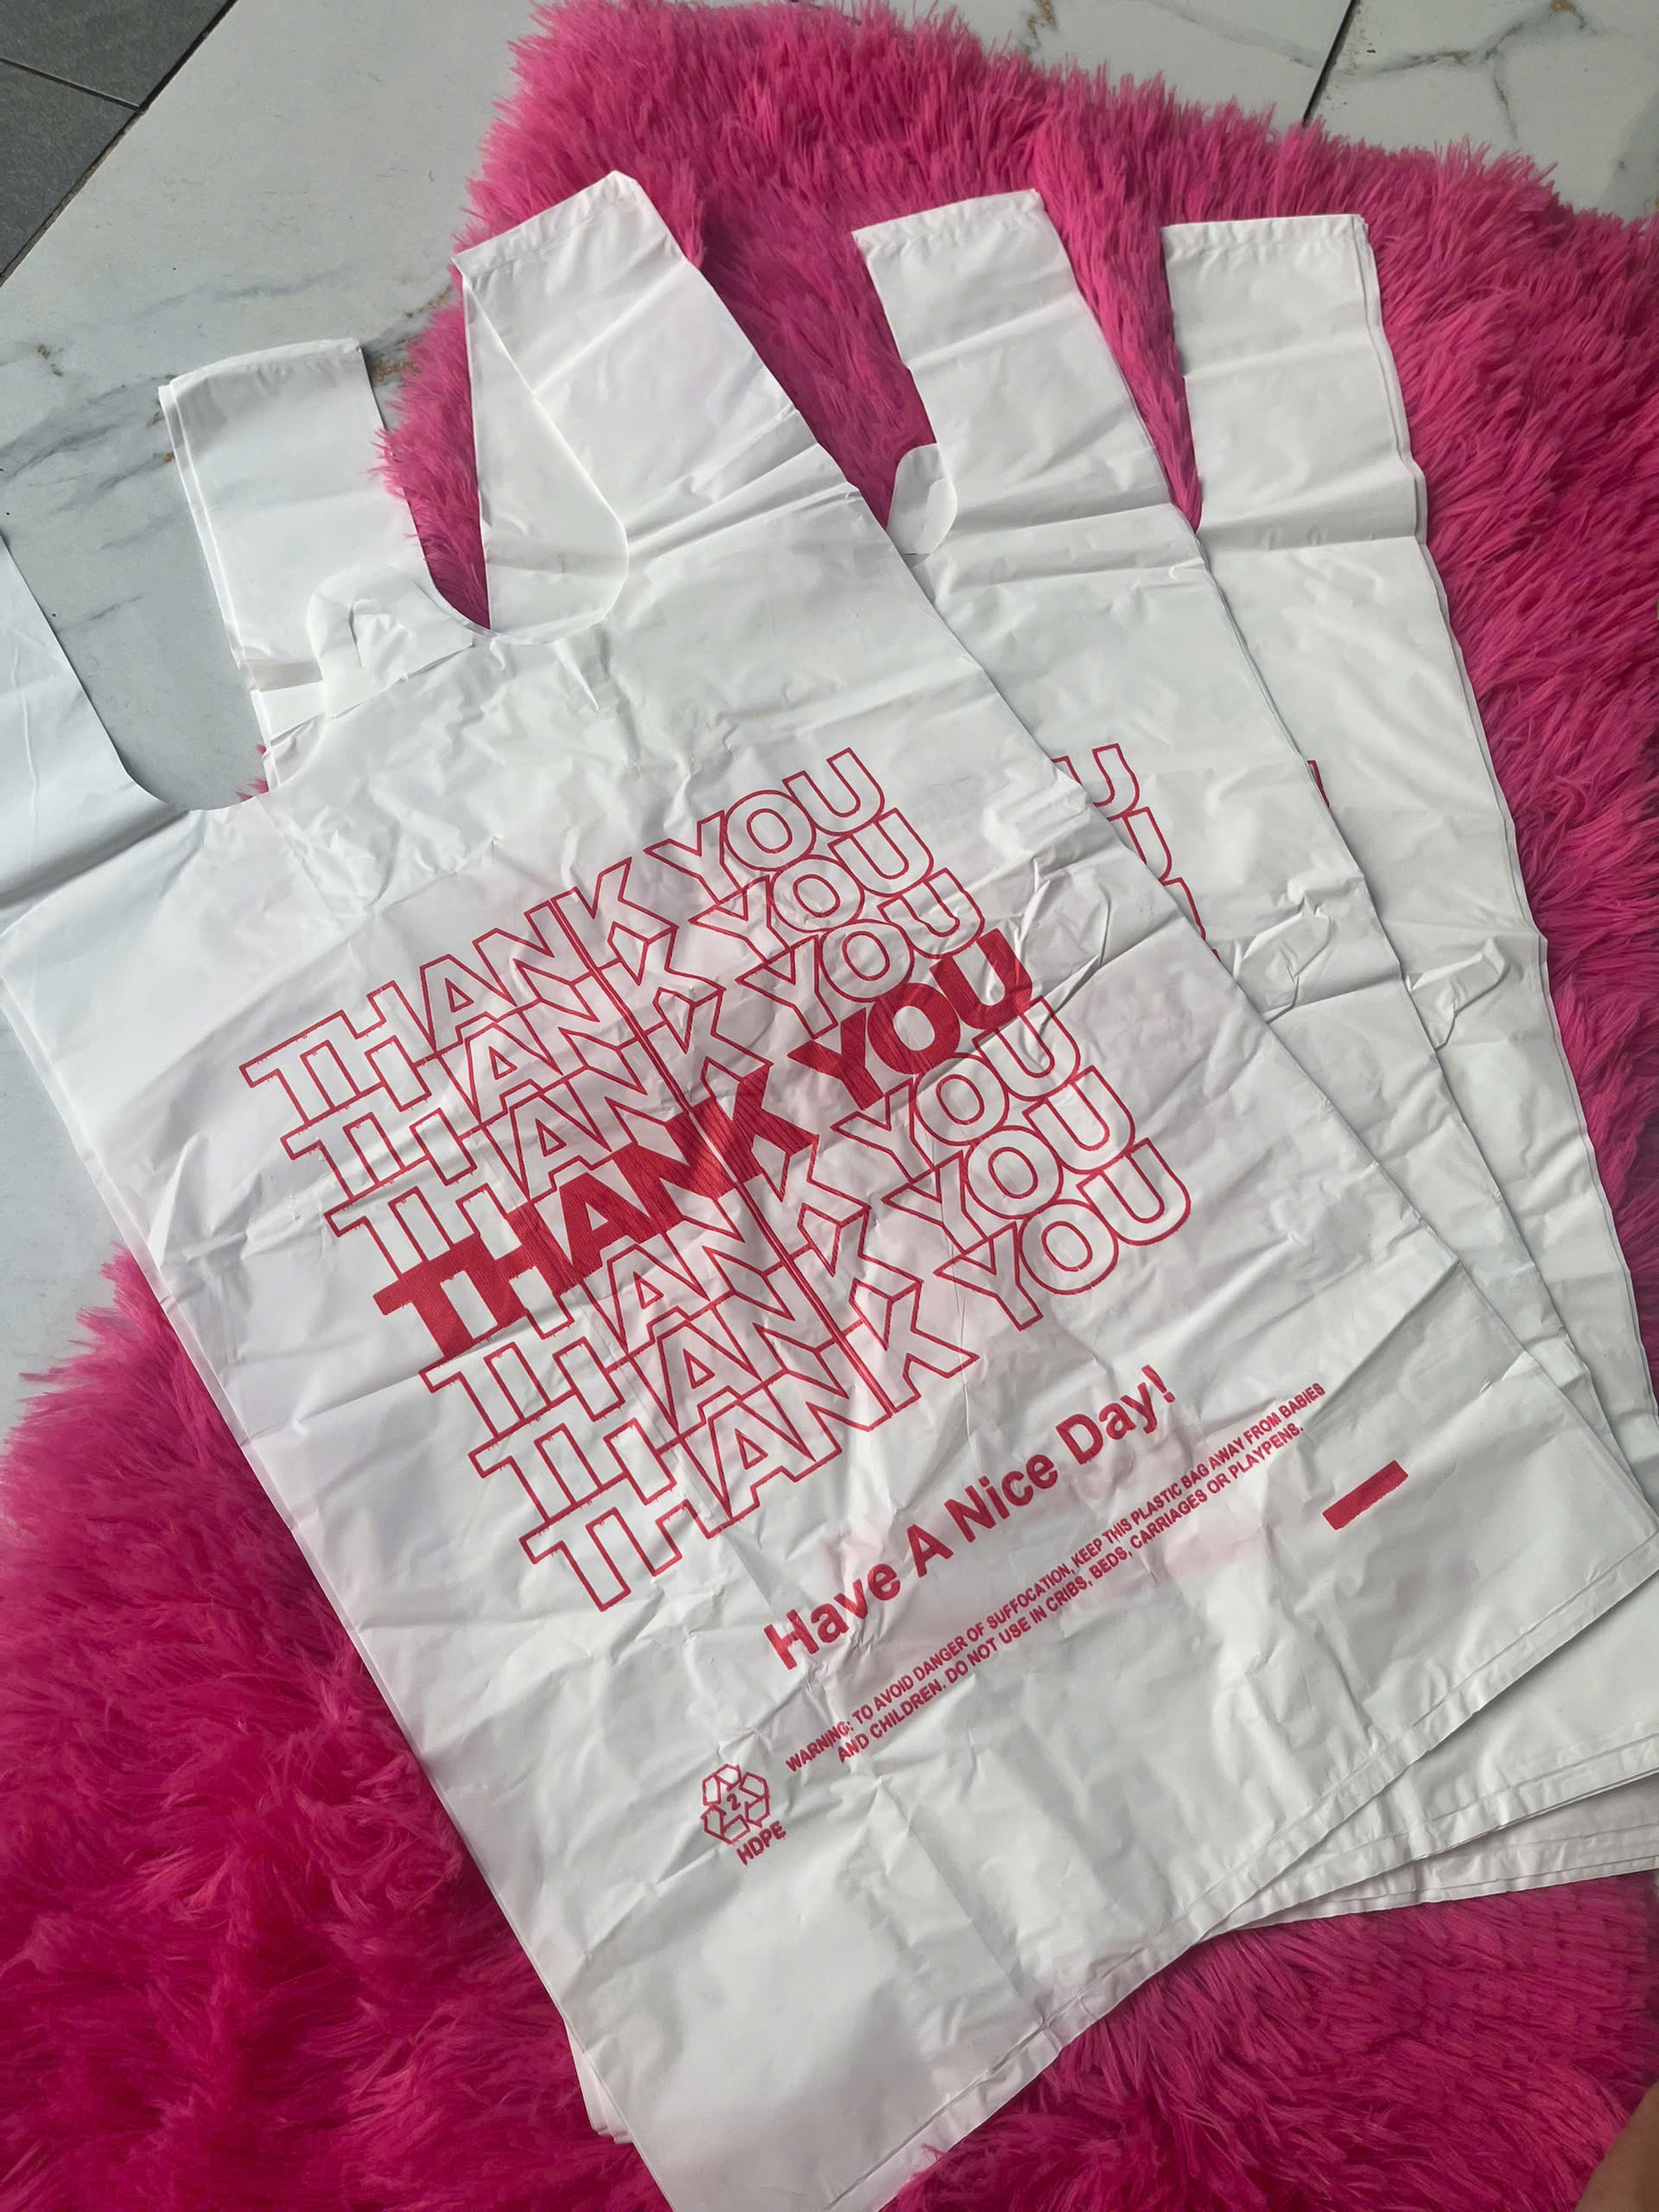 THANK YOU
THANK YOU
THANK YOU
THANK YOU
THANK YOU
THANK YOU
THANK YOU
Have A Nice Day!
WARNING: TO AVOID DANGER OF SUFFOCATION, KEEP THIS PLASTIC BAG AWAY FROM BABIES
AND CHILDREN. DO NOT USE IN CRIBS, BEDS, CARRIAGES OR PLAYPENS.
2
HDPE